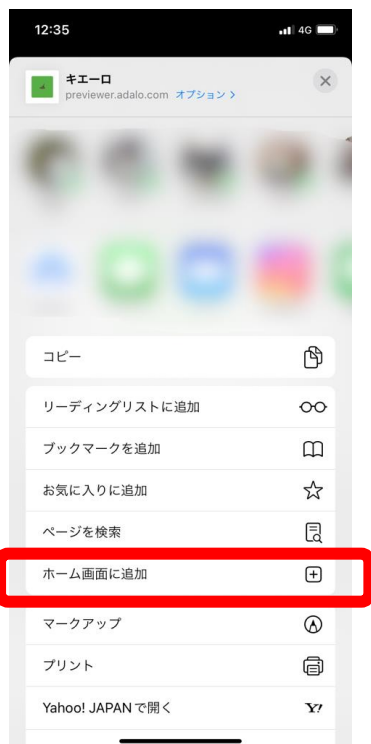 12:35
4G
キエーロ
previewer.adalo.com オプション >
コピー
リーディングリストに追加
ブックマークを追加
お気に入りに追加
ページを検索
ホーム画面に追加
マークアップ
プリント
Yahoo! JAPANで開く
Y!